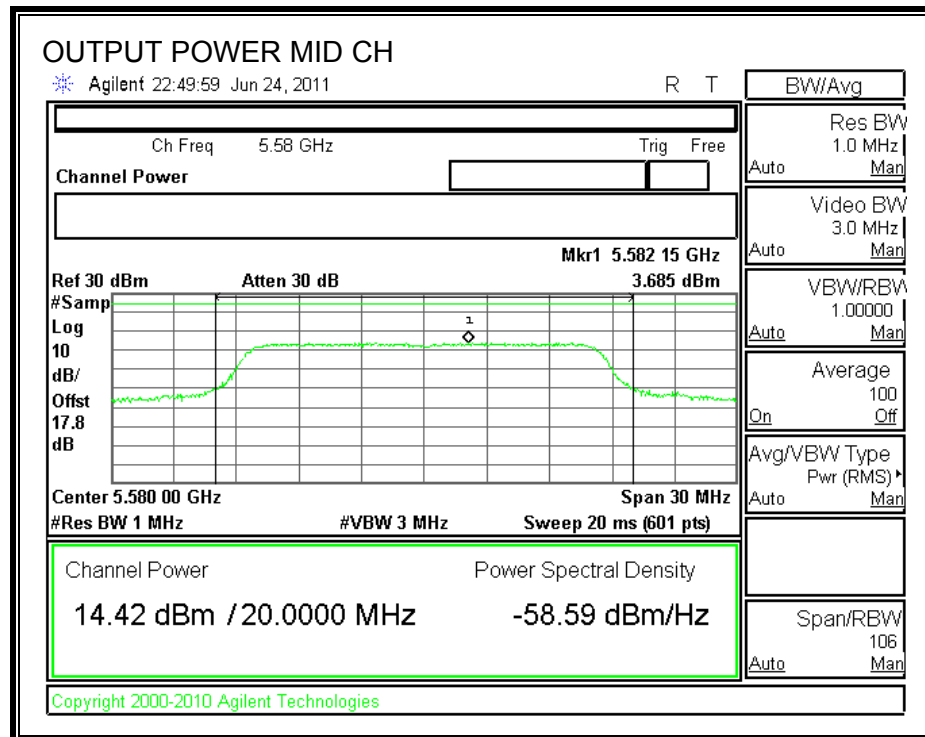 OUTPUT POWER MID CH
Agilent 22:49:59 Jun 24, 2011 R T
Ch Freq 5.58 GHz Trig Free
Channel Power
Mkr1 5.582 15 GHz
Ref 30 dBm Atten 30 dB 3.685 dBm
#Samp
Log
10
dB/
Offst
17.8
dB
1
Center 5.580 00 GHz Span 30 MHz
#Res BW 1 MHz #VBW 3 MHz Sweep 20 ms (601 pts)
Channel Power Power Spectral Density
14.42 dBm / 20.0000 MHz -58.59 dBm/Hz
Copyright 2000-2010 Agilent Technologies
BW/Avg
Res BW
1.0 MHz
Auto Man
Video BW
3.0 MHz
Auto Man
VBW/RBW
1.00000
Auto Man
Average
100
On Off
Avg/VBW Type
Pwr (RMS)
Auto Man
Span/RBW
106
Auto Man